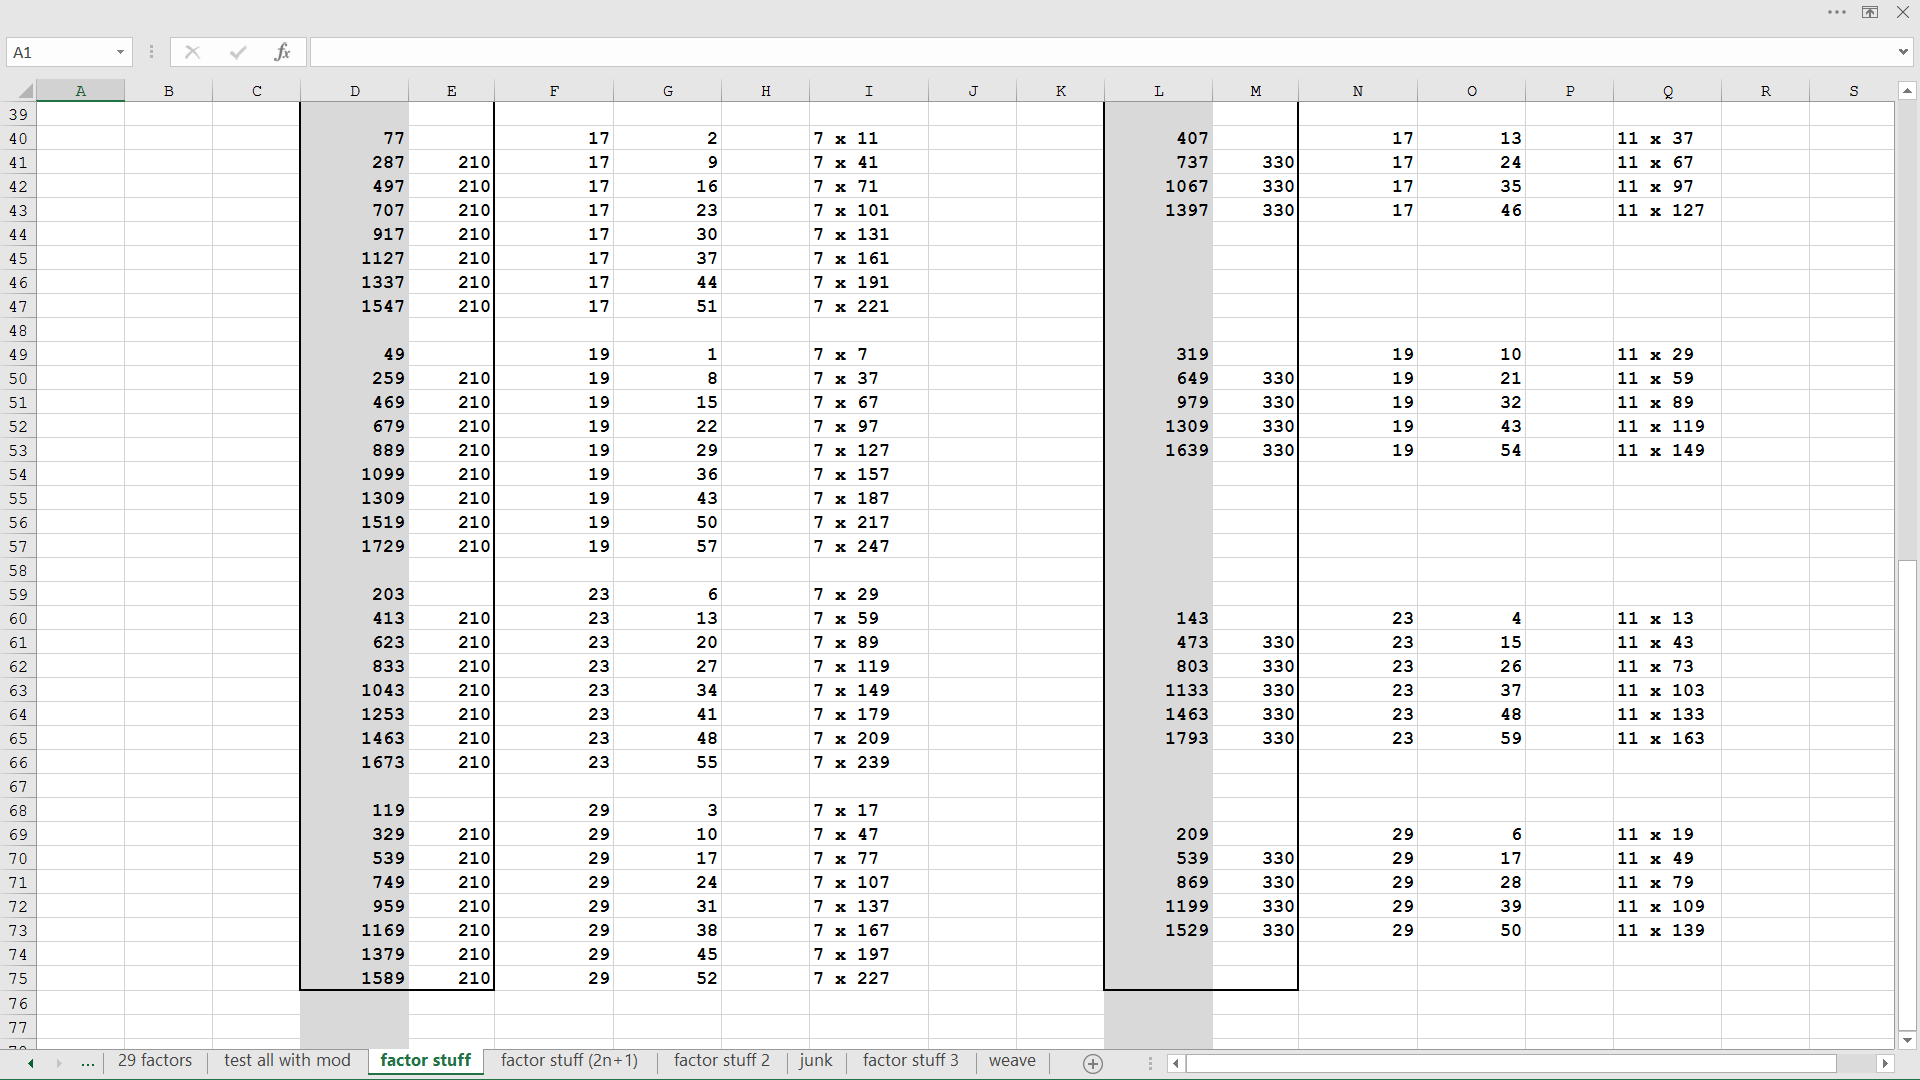 A1 fx
A B C D E F G H I J K L M N O P Q R S
39
40 77 17 2 7 x 11 407 17 13 11 x 37
41 287 210 17 9 7 x 41 737 330 17 24 11 x 67
42 497 210 17 16 7 x 71 1067 330 17 35 11 x 97
43 707 210 17 23 7 x 101 1397 330 17 46 11 x 127
44 917 210 17 30 7 x 131
45 1127 210 17 37 7 x 161
46 1337 210 17 44 7 x 191
47 1547 210 17 51 7 x 221
48
49 49 19 1 7 x 7 319 19 10 11 x 29
50 259 210 19 8 7 x 37 649 330 19 21 11 x 59
51 469 210 19 15 7 x 67 979 330 19 32 11 x 89
52 679 210 19 22 7 x 97 1309 330 19 43 11 x 119
53 889 210 19 29 7 x 127 1639 330 19 54 11 x 149
54 1099 210 19 36 7 x 157
55 1309 210 19 43 7 x 187
56 1519 210 19 50 7 x 217
57 1729 210 19 57 7 x 247
58
59 203 23 6 7 x 29
60 413 210 23 13 7 x 59 143 23 4 11 x 13
61 623 210 23 20 7 x 89 473 330 23 15 11 x 43
62 833 210 23 27 7 x 119 803 330 23 26 11 x 73
63 1043 210 23 34 7 x 149 1133 330 23 37 11 x 103
64 1253 210 23 41 7 x 179 1463 330 23 48 11 x 133
65 1463 210 23 48 7 x 209 1793 330 23 59 11 x 163
66 1673 210 23 55 7 x 239
67
68 119 29 3 7 x 17
69 329 210 29 10 7 x 47 209 29 6 11 x 19
70 539 210 29 17 7 x 77 539 330 29 17 11 x 49
71 749 210 29 24 7 x 107 869 330 29 28 11 x 79
72 959 210 29 31 7 x 137 1199 330 29 39 11 x 109
73 1169 210 29 38 7 x 167 1529 330 29 50 11 x 139
74 1379 210 29 45 7 x 197
75 1589 210 29 52 7 x 227
76
77
... 29 factors test all with mod factor stuff factor stuff (2n+1) factor stuff 2 junk factor stuff 3 weave